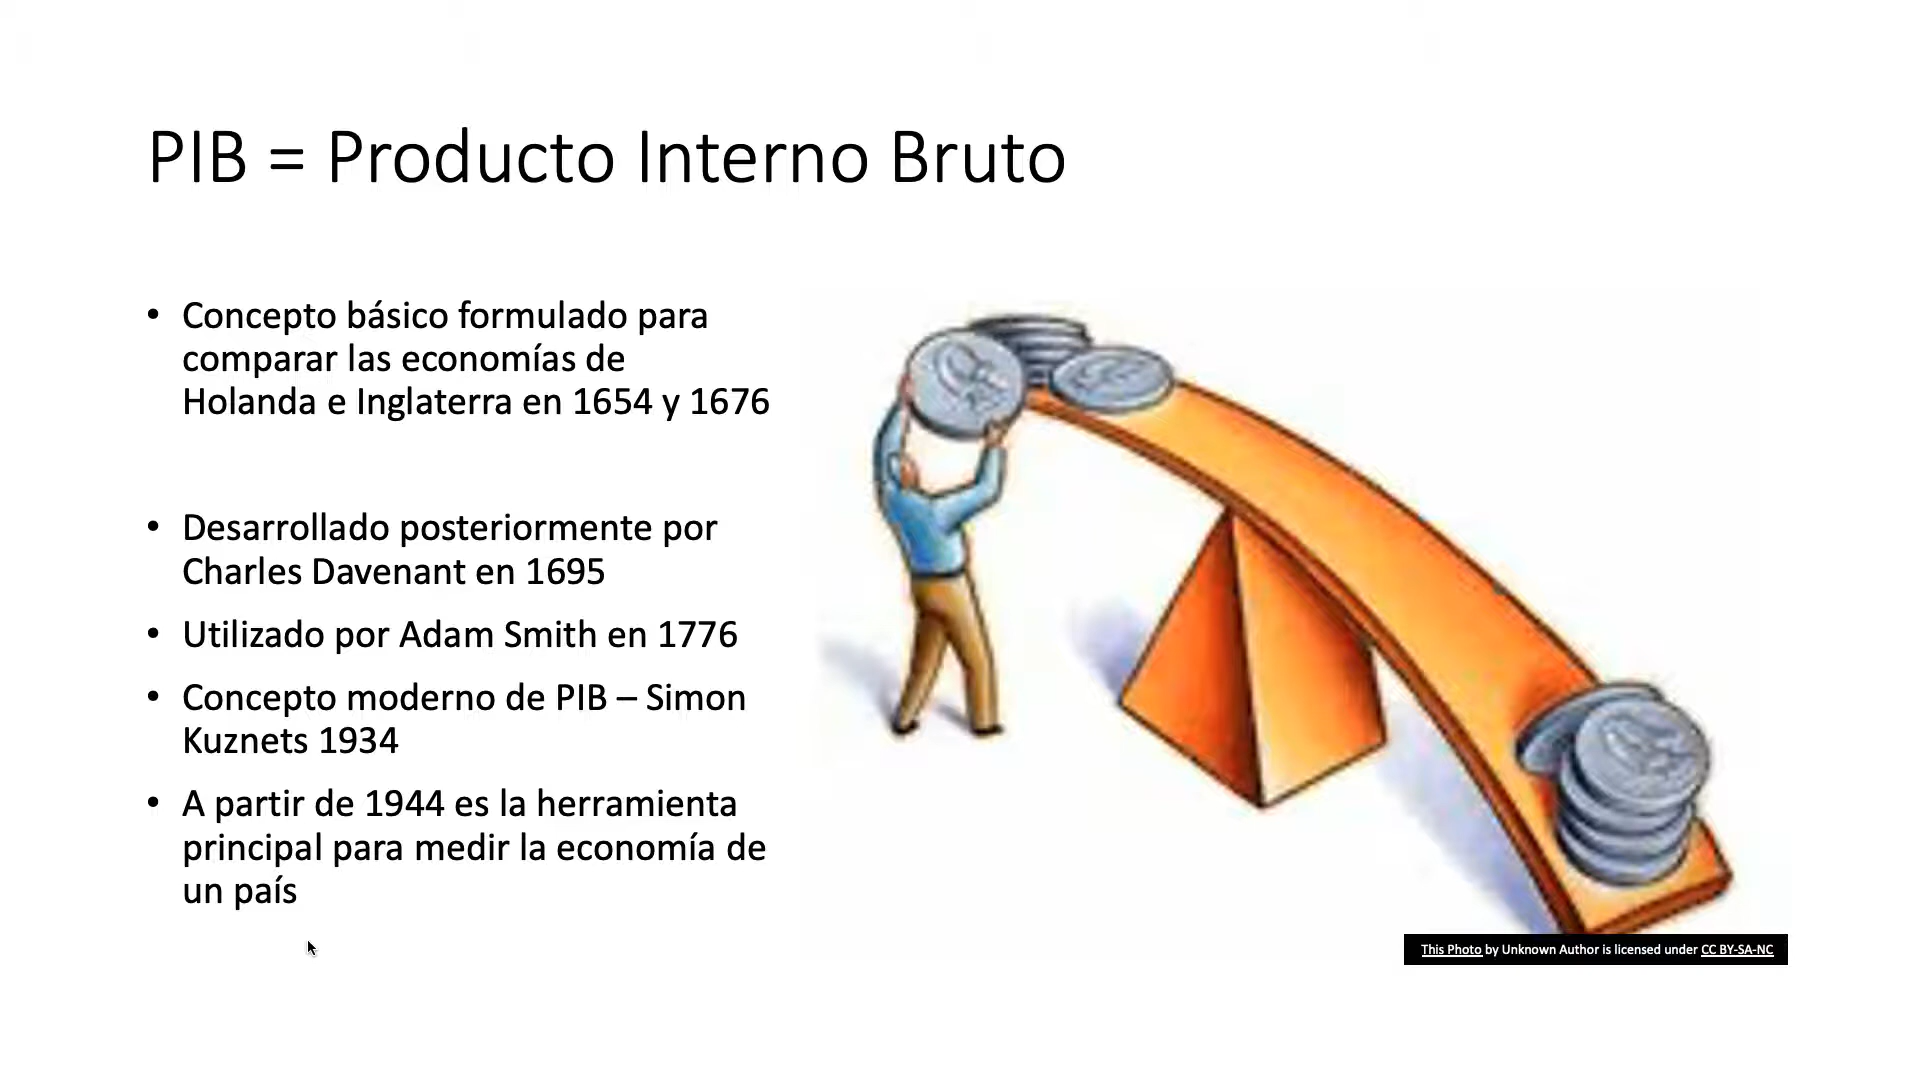 PIB = Producto Interno Bruto
• Concepto básico formulado para
comparar las economías de
Holanda e Inglaterra en 1654 y 1676
• Desarrollado posteriormente por
Charles Davenant en 1695
• Utilizado por Adam Smith en 1776
• Concepto moderno de PIB – Simon
Kuznets 1934
• A partir de 1944 es la herramienta
principal para medir la economía de
un país
This Photo by Unknown Author is licensed under CC BY-SA-NC